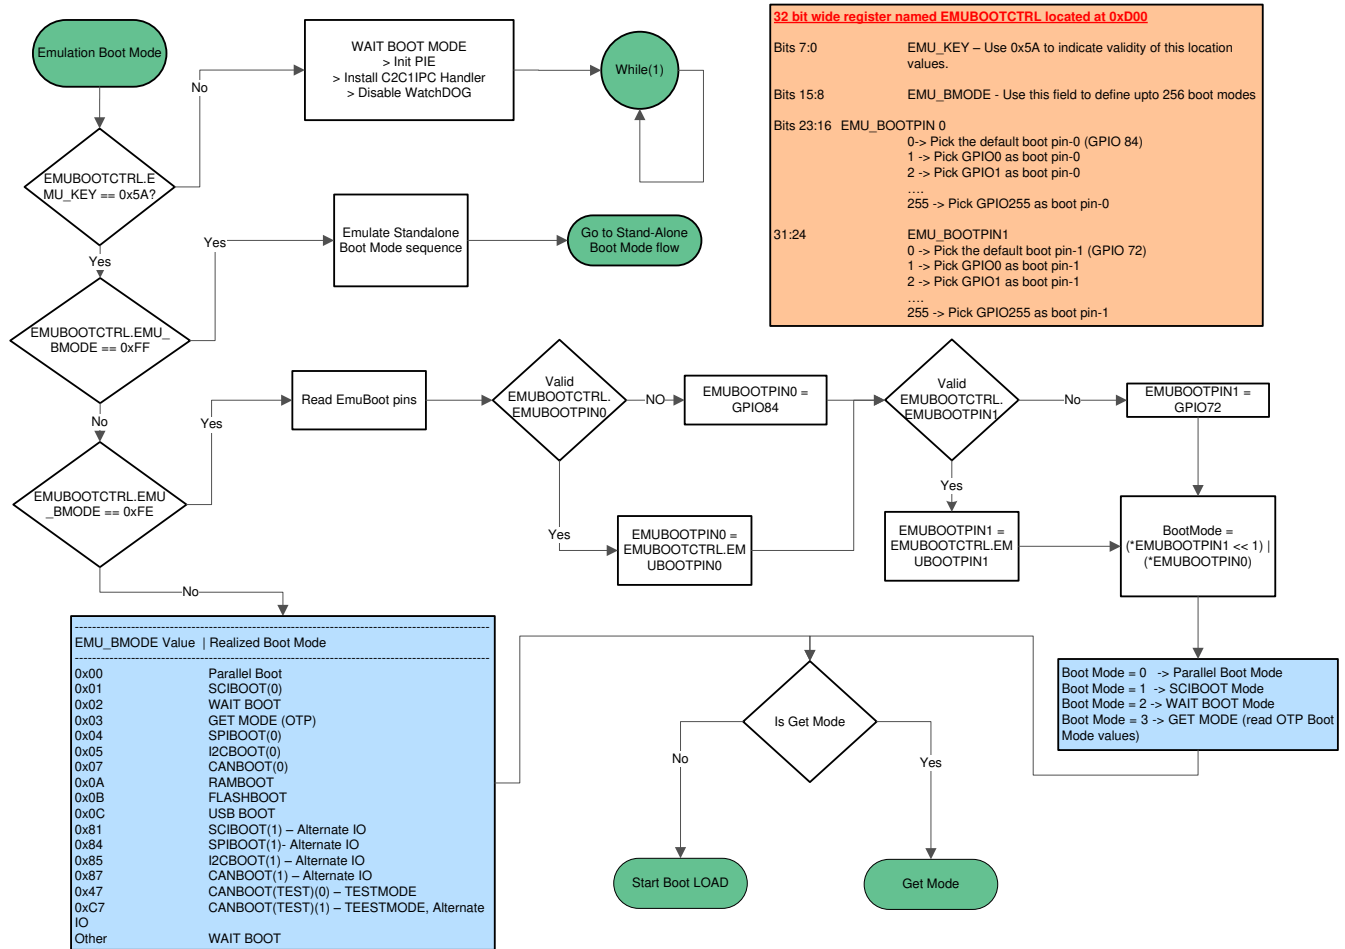 Emulation Boot Mode
No
WAIT BOOT MODE
> Init PIE
> Install C2C1IPC Handler
> Disable WatchDOG
While(1)
32 bit wide register named EMUBOOTCTRL located at 0xD00
Bits 7:0 EMU_KEY – Use 0x5A to indicate validity of this location
values.
Bits 15:8 EMU_BMODE - Use this field to define upto 256 boot modes
Bits 23:16 EMU_BOOTPIN 0
0-> Pick the default boot pin-0 (GPIO 84)
1 -> Pick GPIO0 as boot pin-0
2 -> Pick GPIO1 as boot pin-0
....
255 -> Pick GPIO255 as boot pin-0
31:24 EMU_BOOTPIN1
0 -> Pick the default boot pin-1 (GPIO 72)
1 -> Pick GPIO0 as boot pin-1
2 -> Pick GPIO1 as boot pin-1
....
255 -> Pick GPIO255 as boot pin-1
EMUBOOTCTRL.E
MU_KEY == 0x5A?
Yes
Yes
Emulate Standalone
Boot Mode sequence
Go to Stand-Alone
Boot Mode flow
EMUBOOTCTRL.EMU_
BMODE == 0xFF
No
Yes
Read EmuBoot pins
Valid
EMUBOOTCTRL.
EMUBOOTPIN0
NO
EMUBOOTPIN0 =
GPIO84
Valid
EMUBOOTCTRL.
EMUBOOTPIN1
No
EMUBOOTPIN1 =
GPIO72
EMUBOOTCTRL.EMU
_BMODE == 0xFE
Yes
EMUBOOTPIN0 =
EMUBOOTCTRL.EM
UBOOTPIN0
Yes
EMUBOOTPIN1 =
EMUBOOTCTRL.EM
UBOOTPIN1
BootMode =
(*EMUBOOTPIN1 << 1) |
(*EMUBOOTPIN0)
No
--------------------------------------------------------------------------------
EMU_BMODE Value | Realized Boot Mode
--------------------------------------------------------------------------------
0x00 Parallel Boot
0x01 SCIBOOT(0)
0x02 WAIT BOOT
0x03 GET MODE (OTP)
0x04 SPIBOOT(0)
0x05 I2CBOOT(0)
0x07 CANBOOT(0)
0x0A RAMBOOT
0x0B FLASHBOOT
0x0C USB BOOT
0x81 SCIBOOT(1) – Alternate IO
0x84 SPIBOOT(1)- Alternate IO
0x85 I2CBOOT(1) – Alternate IO
0x87 CANBOOT(1) – Alternate IO
0x47 CANBOOT(TEST)(0) – TESTMODE
0xC7 CANBOOT(TEST)(1) – TEESTMODE, Alternate
IO
Other WAIT BOOT
Is Get Mode
No
Yes
Start Boot LOAD
Get Mode
Boot Mode = 0 -> Parallel Boot Mode
Boot Mode = 1 -> SCIBOOT Mode
Boot Mode = 2 -> WAIT BOOT Mode
Boot Mode = 3 -> GET MODE (read OTP Boot
Mode values)